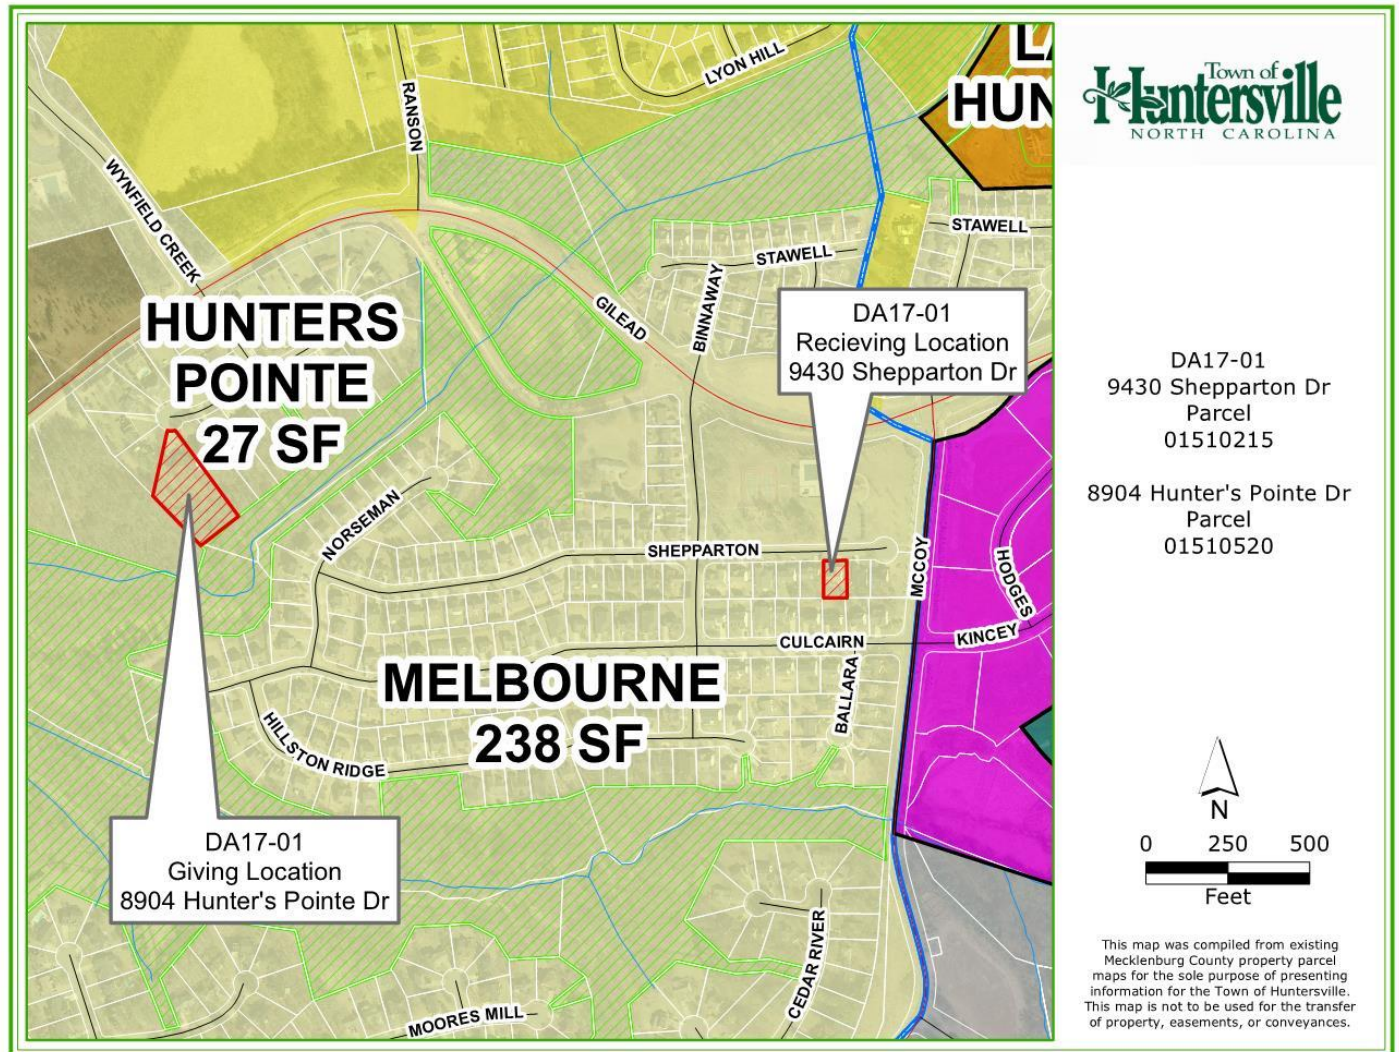 LYON HILL
RANSON
LA
HUN
WYNFIELD CREEK
STAWELL
STAWELL
BINNAWAY
GILEAD
HUNTERS
POINTE
27 SF
DA17-01
Recieving Location
9430 Shepparton Dr
NORSEMAN
SHEPPARTON
MCCOY
HODGES
KINCEY
CULCAIRN
BALLARA
MELBOURNE
238 SF
HILLSTON RIDGE
DA17-01
Giving Location
8904 Hunter's Pointe Dr
CEDAR RIVER
MOORES MILL
Town of
Huntersville
NORTH CAROLINA
DA17-01
9430 Shepparton Dr
Parcel
01510215
8904 Hunter's Pointe Dr
Parcel
01510520
N
0 250 500
Feet
This map was compiled from existing
Mecklenburg County property parcel
maps for the sole purpose of presenting
information for the Town of Huntersville.
This map is not to be used for the transfer
of property, easements, or conveyances.